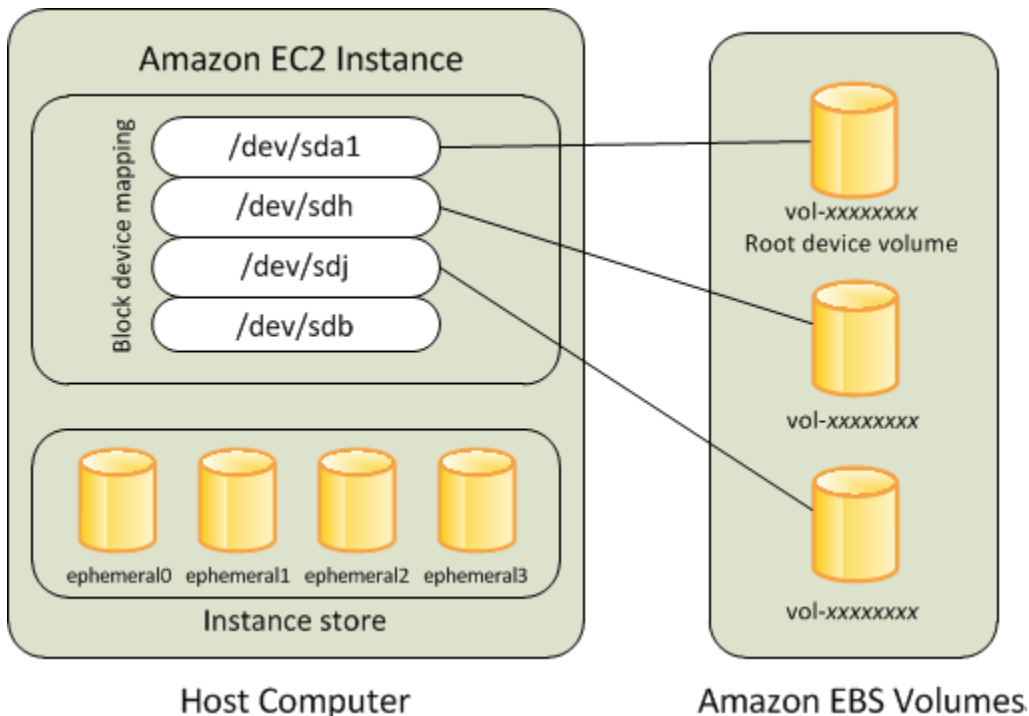 Amazon EC2 Instance
Block device mapping
/dev/sda1
/dev/sdh
/dev/sdj
/dev/sdb
ephemeral0 ephemeral1 ephemeral2 ephemeral3
Instance store
Host Computer
vol-xxxxxxxx
Root device volume
vol-xxxxxxxx
vol-xxxxxxxx
Amazon EBS Volumes